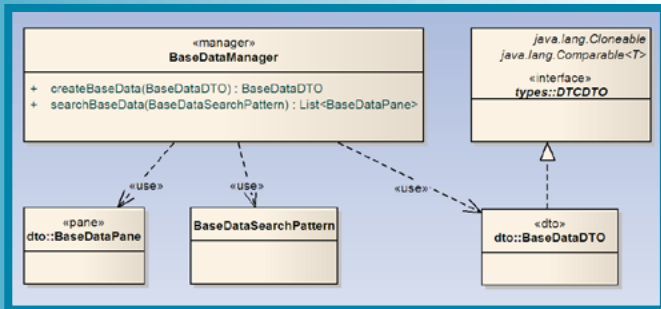 «manager»
BaseDataManager
+ createBaseData(BaseDataDTO) : BaseDataDTO
+ searchBaseData(BaseDataSearchPattern) : List<BaseDataPane>
java.lang.Cloneable
java.lang.Comparable<T>
«interface»
types::DTCDTO
«use»
«use»
«use»
«pane»
dto::BaseDataPane
BaseDataSearchPattern
«dto»
dto::BaseDataDTO